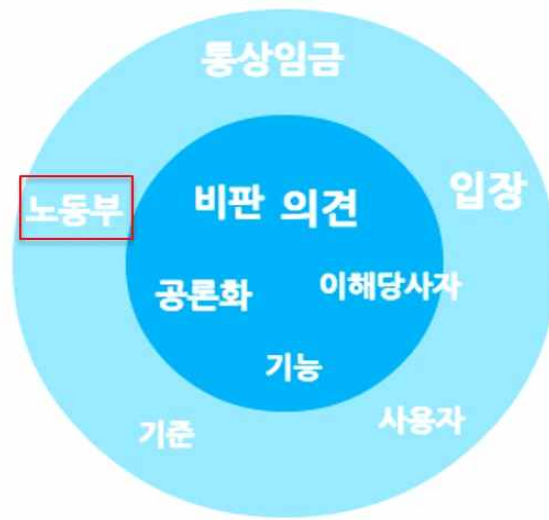 통상임금
노동부
비판 의견
입장
공론화
이해당사자
기능
기준
사용자